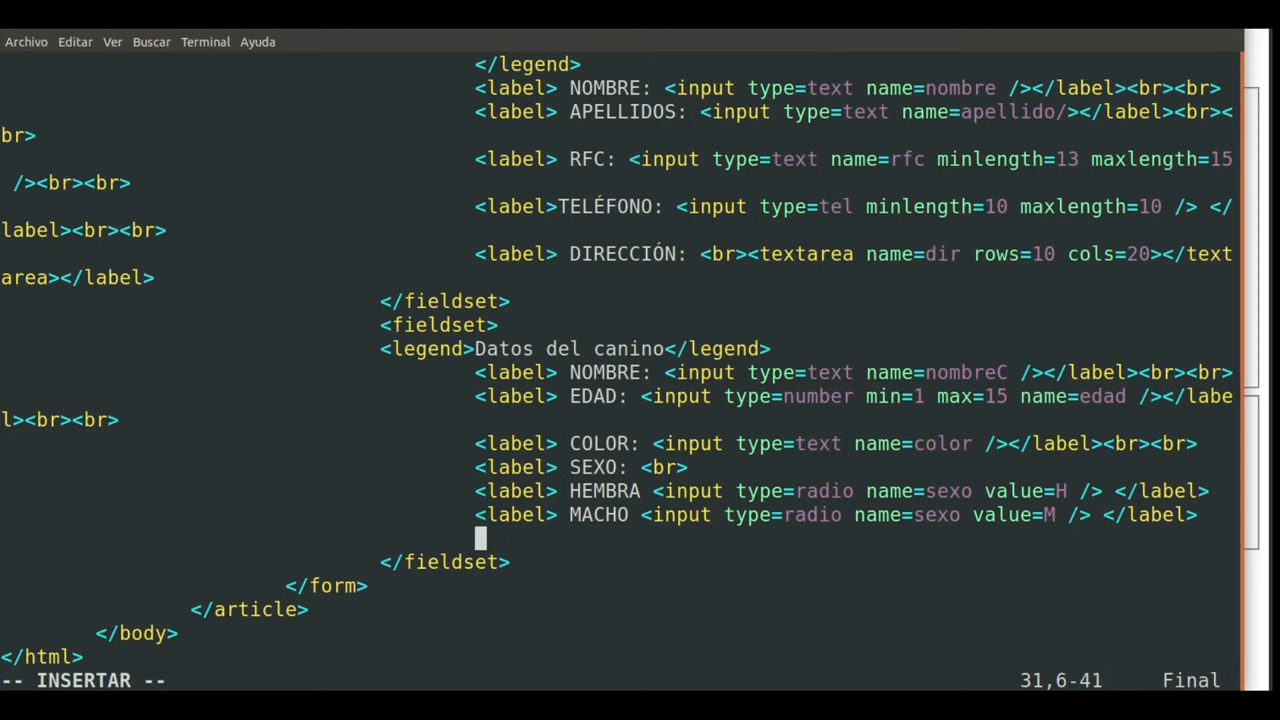 Archivo Editar Ver Buscar Terminal Ayuda
</legend>
<label> NOMBRE: <input type=text name=nombre /></label><br><br>
<label> APELLIDOS: <input type=text name=apellido/></label><br><
br>
<label> RFC: <input type=text name=rfc minlength=13 maxlength=15
/><br><br>
<label>TELÉFONO: <input type=tel minlength=10 maxlength=10 /> </
label><br><br>
<label> DIRECCIÓN: <br><textarea name=dir rows=10 cols=20></text
area></label>
</fieldset>
<fieldset>
<legend>Datos del canino</legend>
<label> NOMBRE: <input type=text name=nombreC /></label><br><br>
<label> EDAD: <input type=number min=1 max=15 name=edad /></labe
l><br><br>
<label> COLOR: <input type=text name=color /></label><br><br>
<label> SEXO: <br>
<label> HEMBRA <input type=radio name=sexo value=H /> </label>
<label> MACHO <input type=radio name=sexo value=M /> </label>
</fieldset>
</form>
</article>
</body>
</html>
-- INSERTAR -- 31,6-41 Final